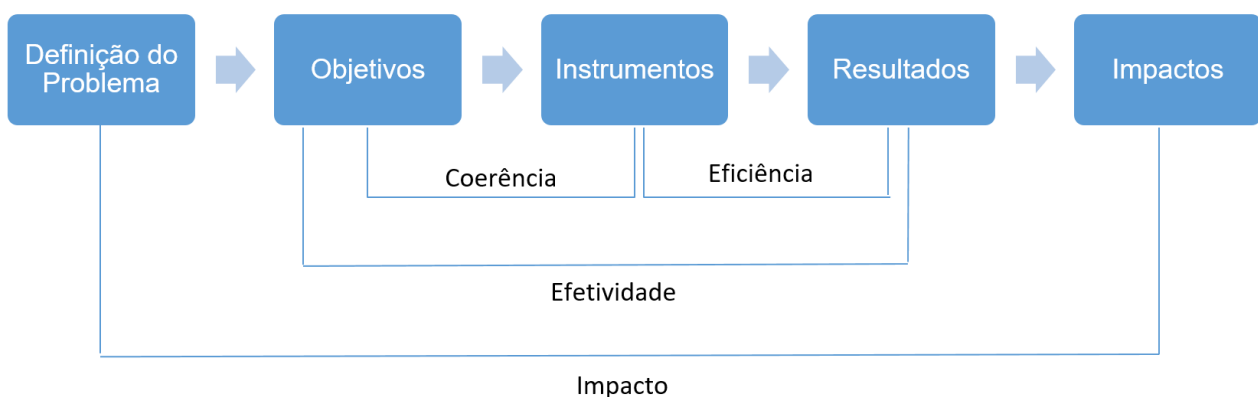 Definição do
Problema
Objetivos
Instrumentos
Resultados
Impactos
Coerência
Eficiência
Efetividade
Impacto